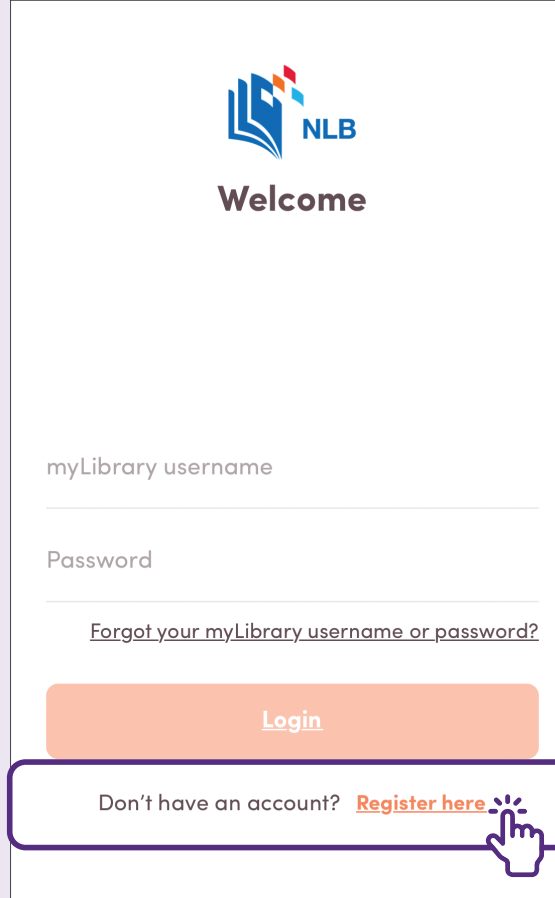 NLB
Welcome
myLibrary username
Password
Forgot your myLibrary username or password?
Login
Don't have an account? Register here